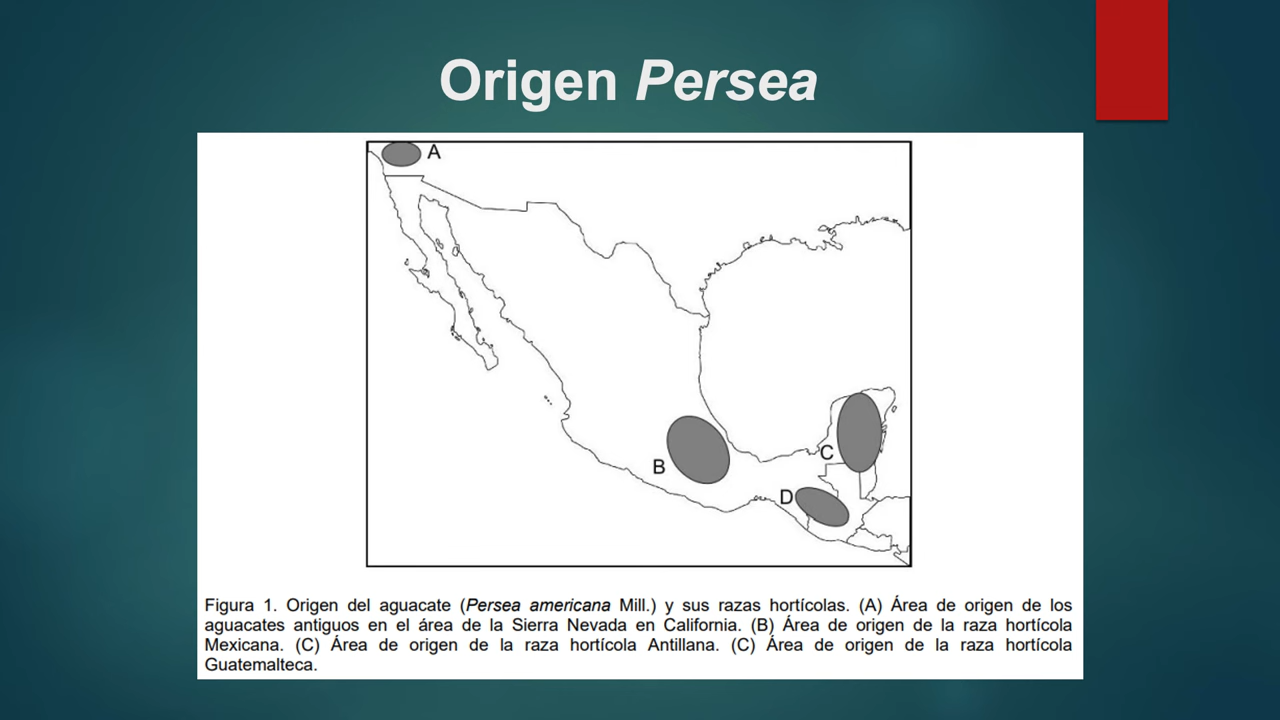 Origen Persea
A
B
C
D
Figura 1. Origen del aguacate (Persea americana Mill.) y sus razas hortícolas. (A) Área de origen de los
aguacates antiguos en el área de la Sierra Nevada en California. (B) Área de origen de la raza hortícola
Mexicana. (C) Área de origen de la raza hortícola Antillana. (C) Área de origen de la raza hortícola
Guatemalteca.